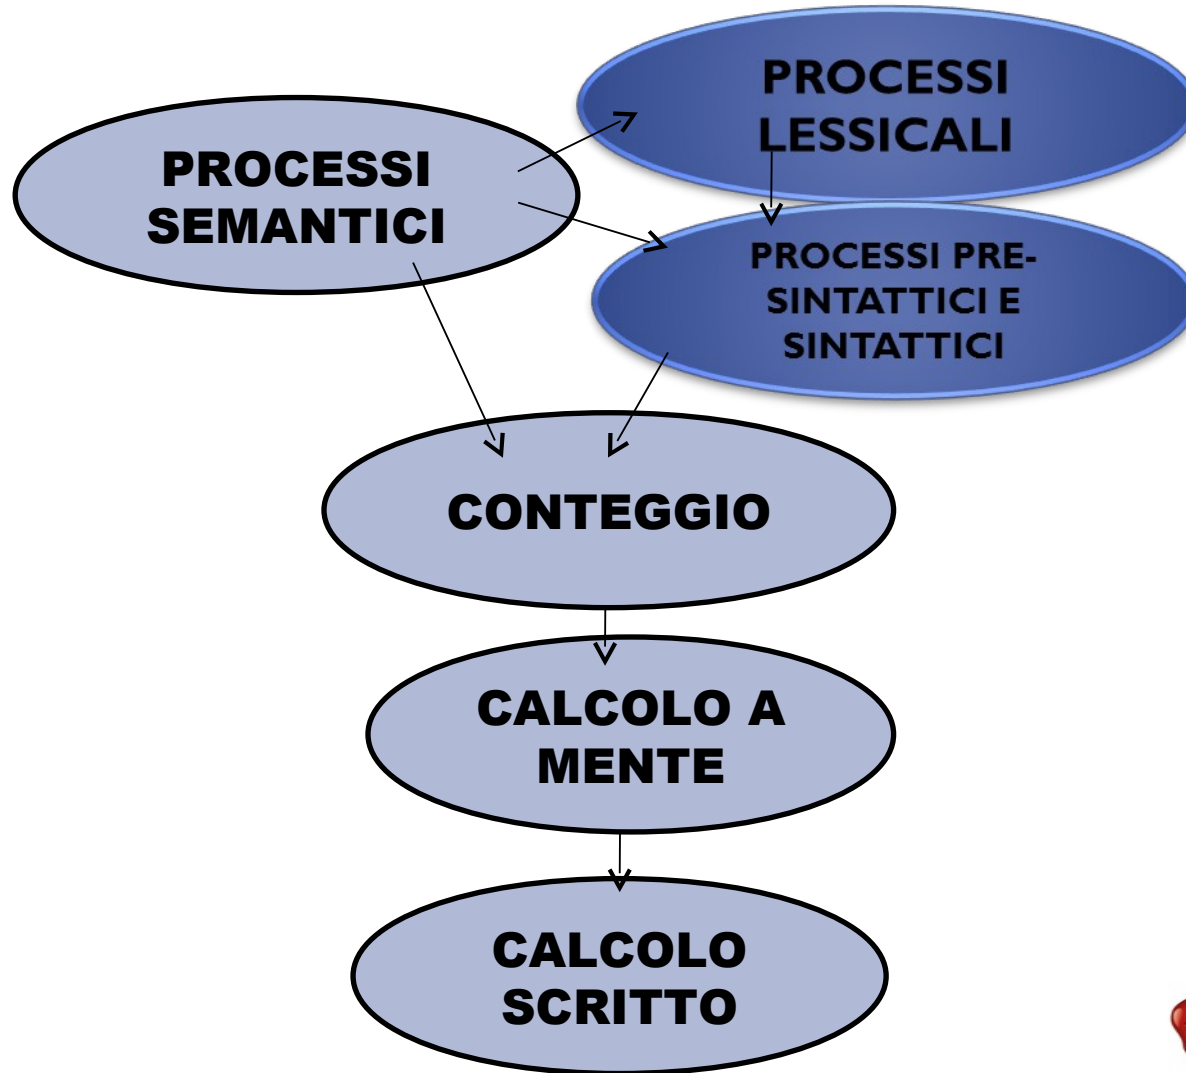 PROCESSI
SEMANTICI
PROCESSI
LESSICALI
PROCESSI PRE-
SINTATTICI E
SINTATTICI
CONTEGGIO
CALCOLO A
MENTE
CALCOLO
SCRITTO